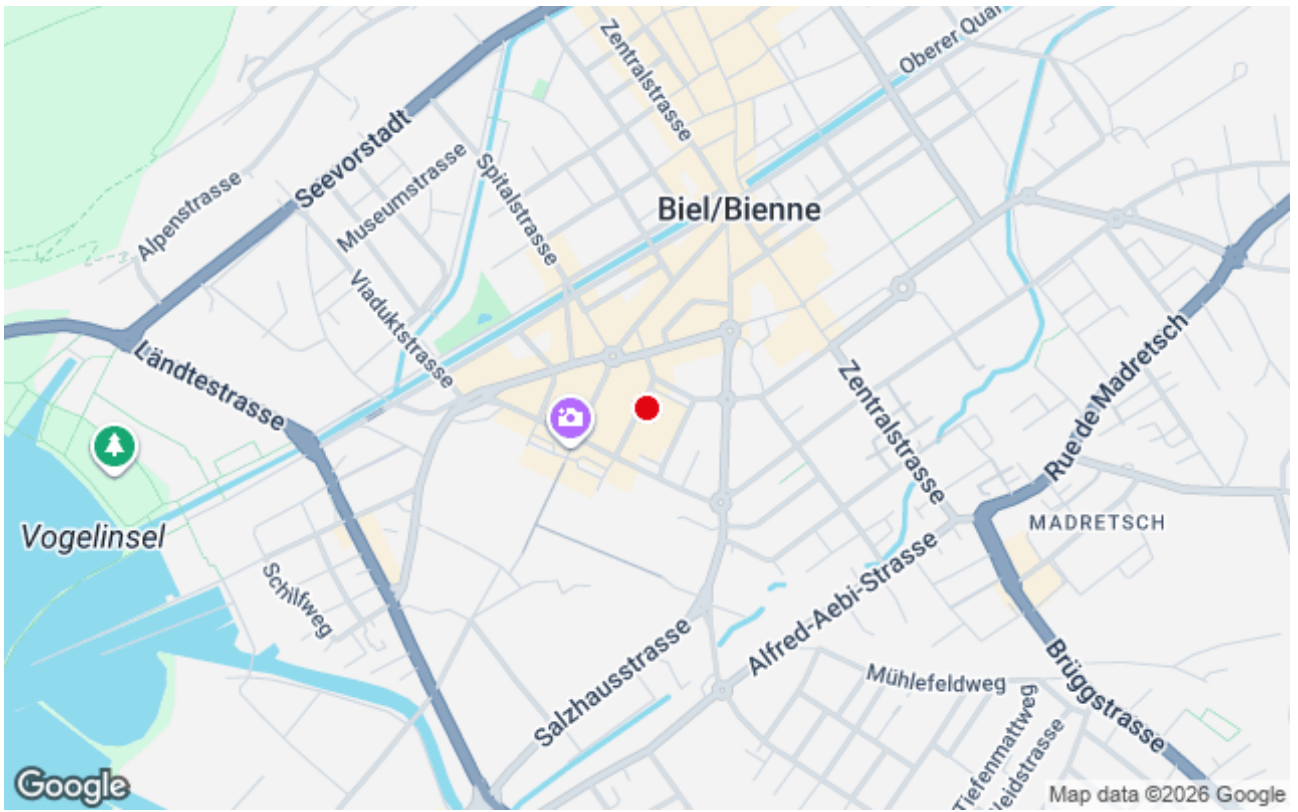 Zentralstrasse
Oberer Quai
Seevorstadt
Museumstrasse
Spitalstrasse
Alpenstrasse
Biel/Bienne
Viaduktstrasse
Ländtestrasse
Zentralstrasse
Rue de Madretsch
Vogelinsel
MADRETSCH
Schilfweg
Alfred-Aebi-Strasse
Salzhausstrasse
Mühlefeldweg
Brüggstrasse
Tiefenmattweg
Google
Map data ©2026 Google